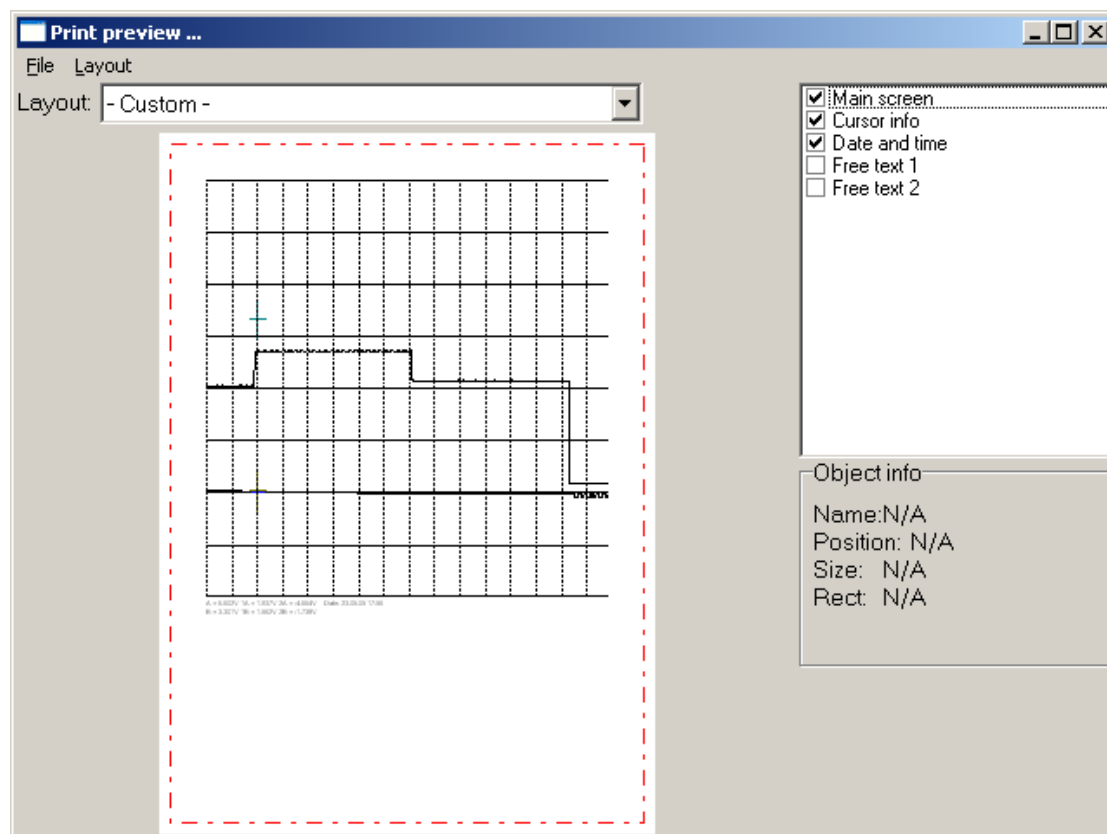 Print preview ...
File Layout
Layout: - Custom -
Main screen
Cursor info
Date and time
Free text 1
Free text 2
Object info
Name:N/A
Position: N/A
Size: N/A
Rect: N/A